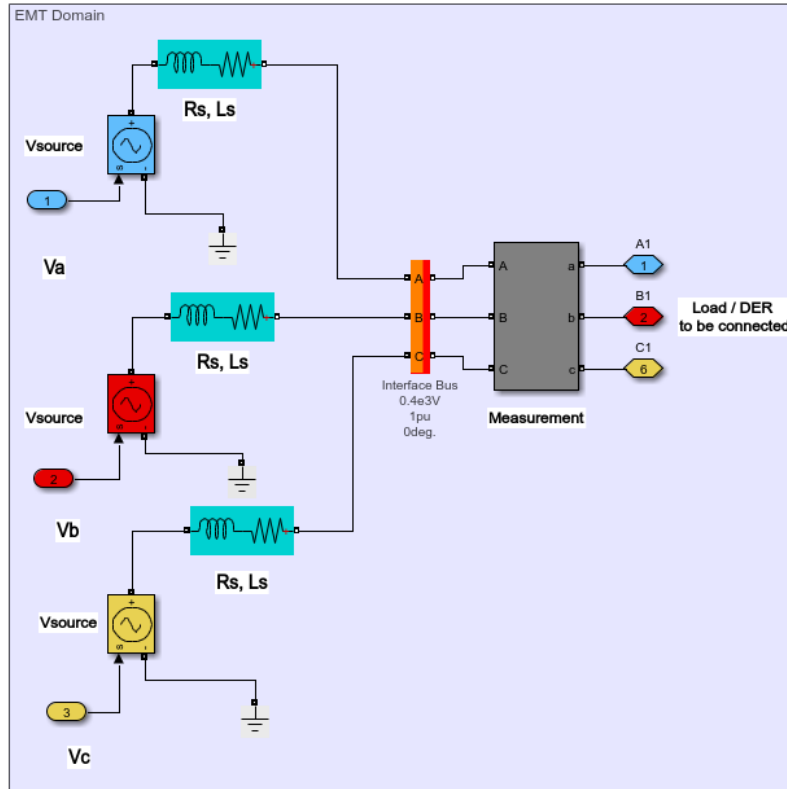 EMT Domain
Rs, Ls
Vsource
+
s
-
1
Va
A1
A
a
1
A
B1
B
B
b
2
Load / DER
to be connected
Rs, Ls
C1
C
C
c
6
Interface Bus
0.4e3V
1pu
0deg.
Measurement
Vsource
+
s
-
2
Vb
Rs, Ls
Vsource
+
s
-
3
Vc